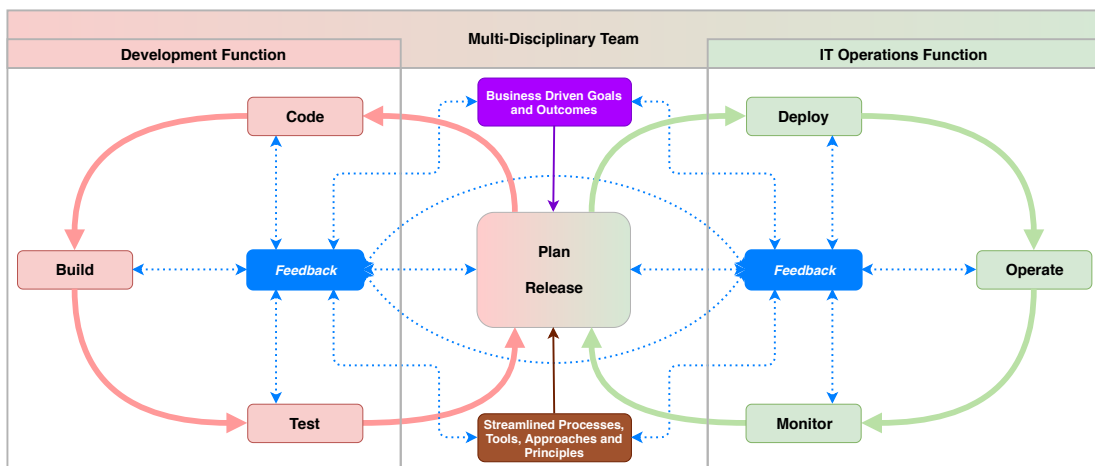 Multi-Disciplinary Team
Development Function
IT Operations Function
Business Driven Goals
and Outcomes
Code
Deploy
Plan
Release
Build
Feedback
Feedback
Operate
Test
Monitor
Streamlined Processes,
Tools, Approaches and
Principles